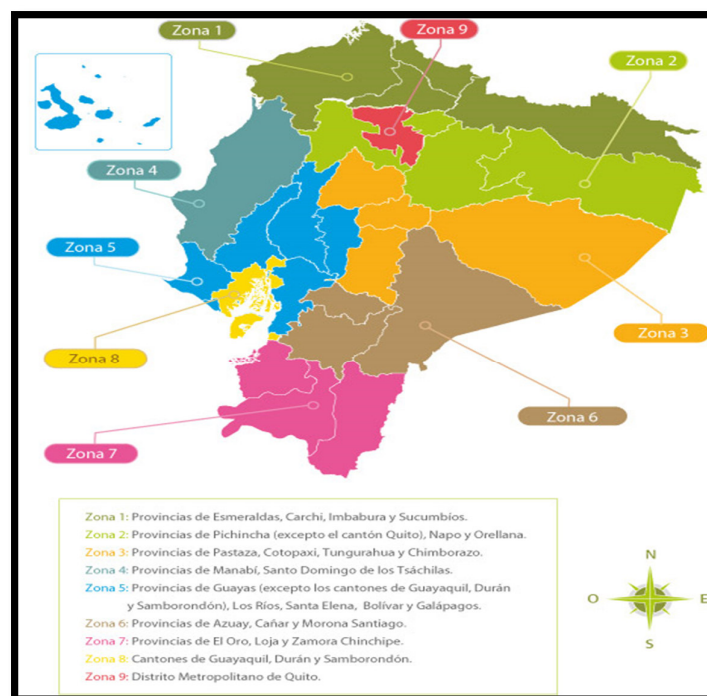 Zona 1
Zona 9
Zona 2
Zona 4
Zona 5
Zona 3
Zona 8
Zona 6
Zona 7
Zona 1: Provincias de Esmeraldas, Carchi, Imbabura y Sucumbíos.
Zona 2: Provincias de Pichincha (excepto el cantón Quito), Napo y Orellana.
Zona 3: Provincias de Pastaza, Cotopaxi, Tungurahua y Chimborazo.
Zona 4: Provincias de Manabí, Santo Domingo de los Tsáchilas.
Zona 5: Provincias de Guayas (excepto los cantones de Guayaquil, Durán
y Samborondón), Los Ríos, Santa Elena, Bolívar y Galápagos.
Zona 6: Provincias de Azuay, Cañar y Morona Santiago.
Zona 7: Provincias de El Oro, Loja y Zamora Chinchipe.
Zona 8: Cantones de Guayaquil, Durán y Samborondón.
Zona 9: Distrito Metropolitano de Quito.
N
O
E
S